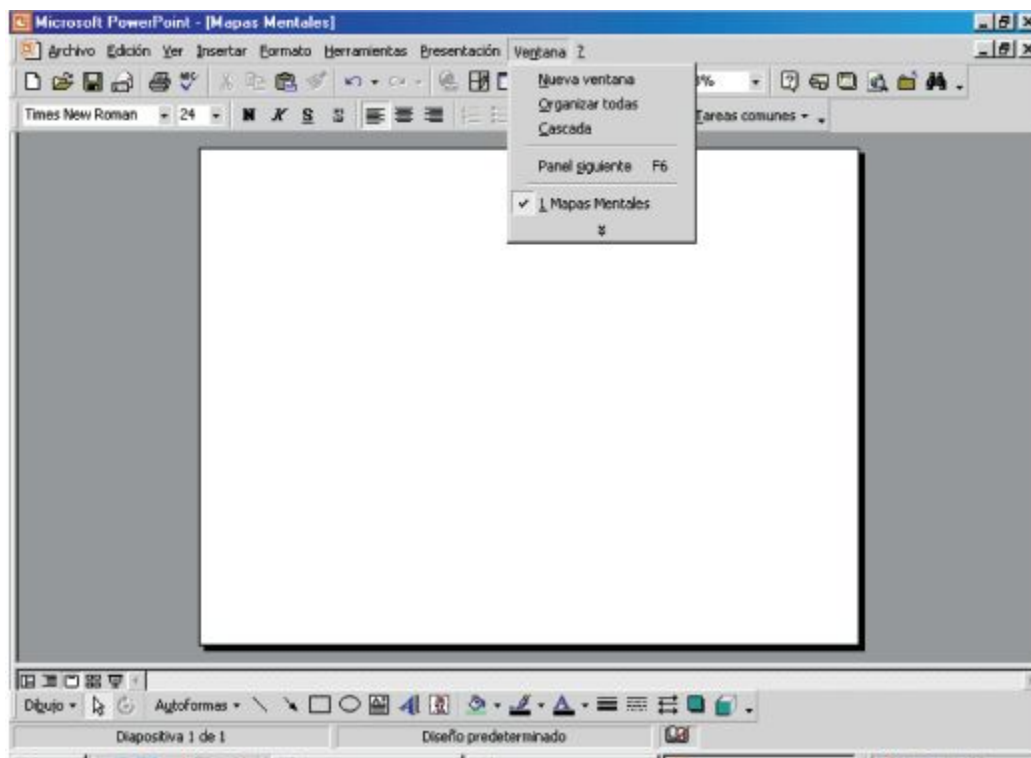 Microsoft PowerPoint - [Mapas Mentales]
Archivo Edición Ver Insertar Formato Herramientas Presentación Ventana ?
Times New Roman 24 N K S S Tareas comunes
Nueva ventana
Organizar todas
Cascada
Panel siguiente F6
1 Mapas Mentales
Dibujo Autoformas
Diapositiva 1 de 1 Diseño predeterminado